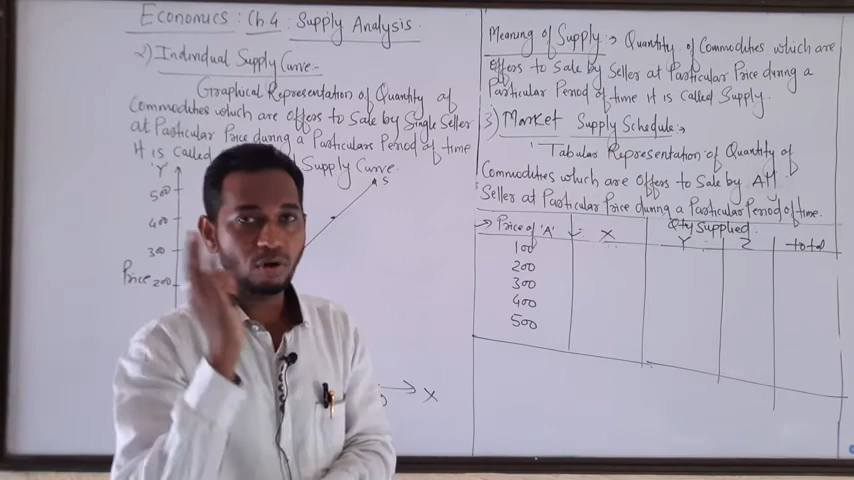 Economics: Ch.4 Supply Analysis.
2) Individual Supply Curve:-
Graphical Representation of Quantity of
Commodities which are offers to Sale by Single Seller
at Particular Price during a Particulars Period of time
It is called Supply Curve.
Y
S
500
400
300
Price 200
X
Meaning of Supply:→ Quantity of Commodities which are
offers to Sale by Seller at Particular Price during a
Particular Period of time It is called Supply.
3) Market Supply Schedule:→
Tabular Representation of Quantity of
Commodities which are offers to Sale by All
Seller at Particular Price during a Particular Period of time.
→ Price of 'A' Qty Supplied
X Y Z total
100
200
300
400
500